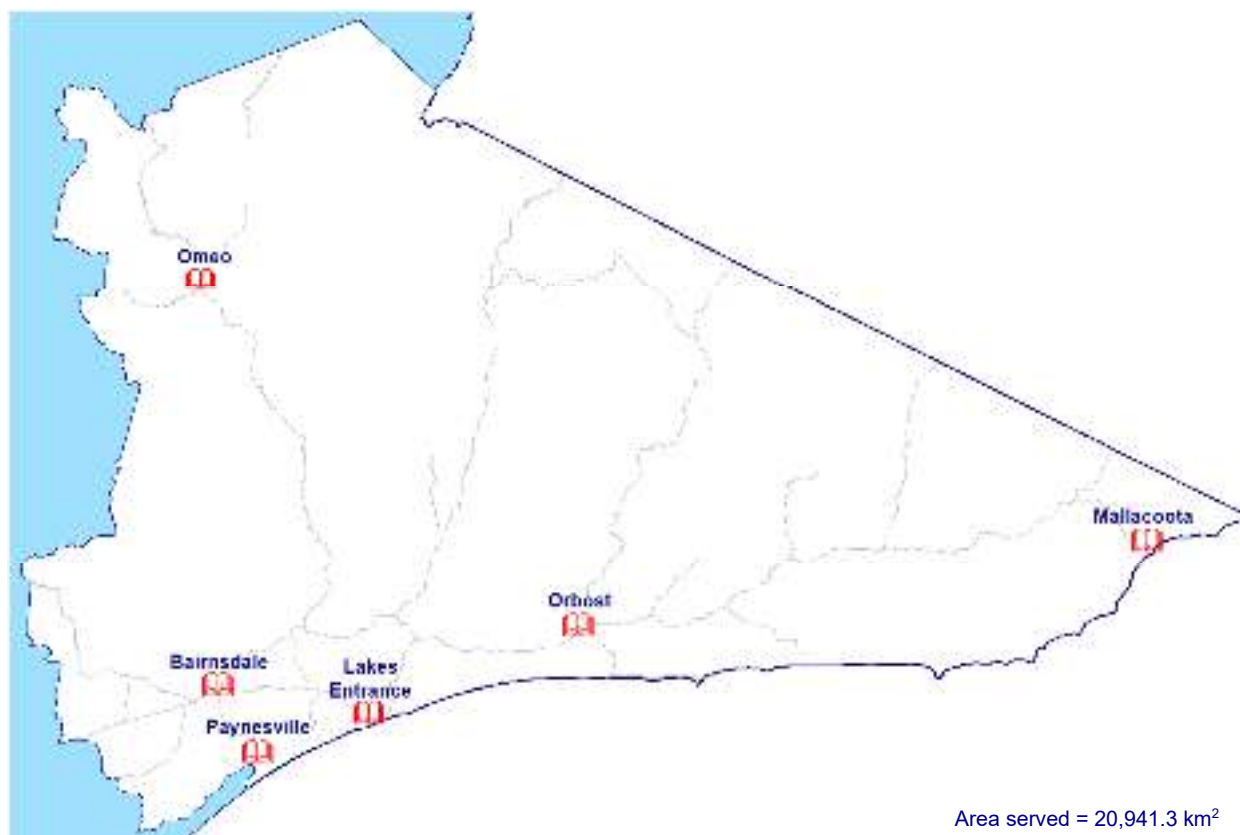 Omeo
Mallacoota
Orbost
Bairnsdale
Lakes
Entrance
Paynesville
Area served = 20,941.3 km²